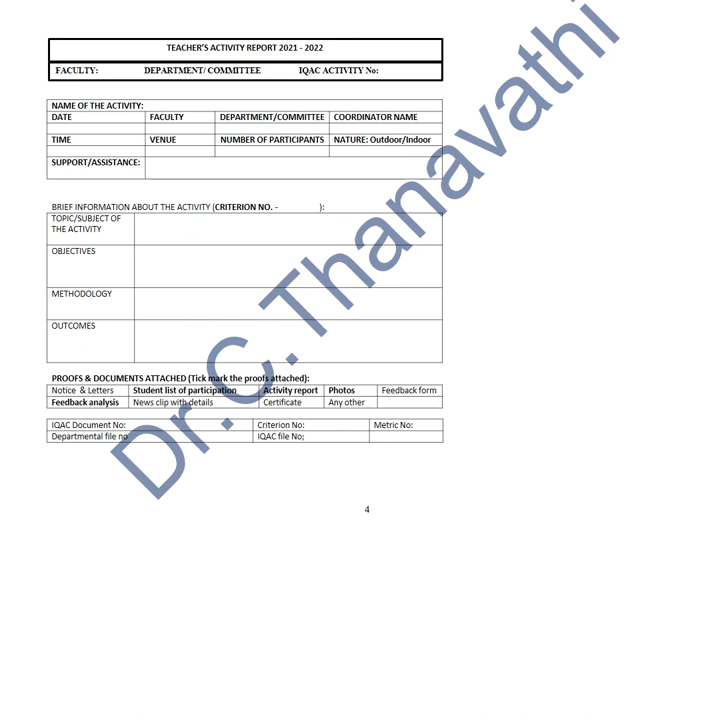 TEACHER'S ACTIVITY REPORT 2021 - 2022
FACULTY: DEPARTMENT/ COMMITTEE IQAC ACTIVITY No:
NAME OF THE ACTIVITY:
DATE FACULTY DEPARTMENT/COMMITTEE COORDINATOR NAME
TIME VENUE NUMBER OF PARTICIPANTS NATURE: Outdoor/Indoor
SUPPORT/ASSISTANCE:
BRIEF INFORMATION ABOUT THE ACTIVITY (CRITERION NO. - ):
TOPIC/SUBJECT OF
THE ACTIVITY
OBJECTIVES
METHODOLOGY
OUTCOMES
PROOFS & DOCUMENTS ATTACHED (Tick mark the proofs attached):
Notice & Letters Student list of participation Activity report Photos Feedback form
Feedback analysis News clip with details Certificate Any other
IQAC Document No: Criterion No: Metric No:
Departmental file no IQAC file No;
4
Dr.C.Thanavathi